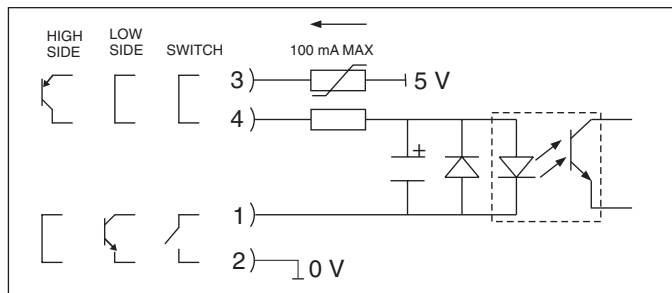 HIGH SIDE
LOW SIDE
SWITCH
100 mA MAX
3
5 V
4
+
1
2
0 V